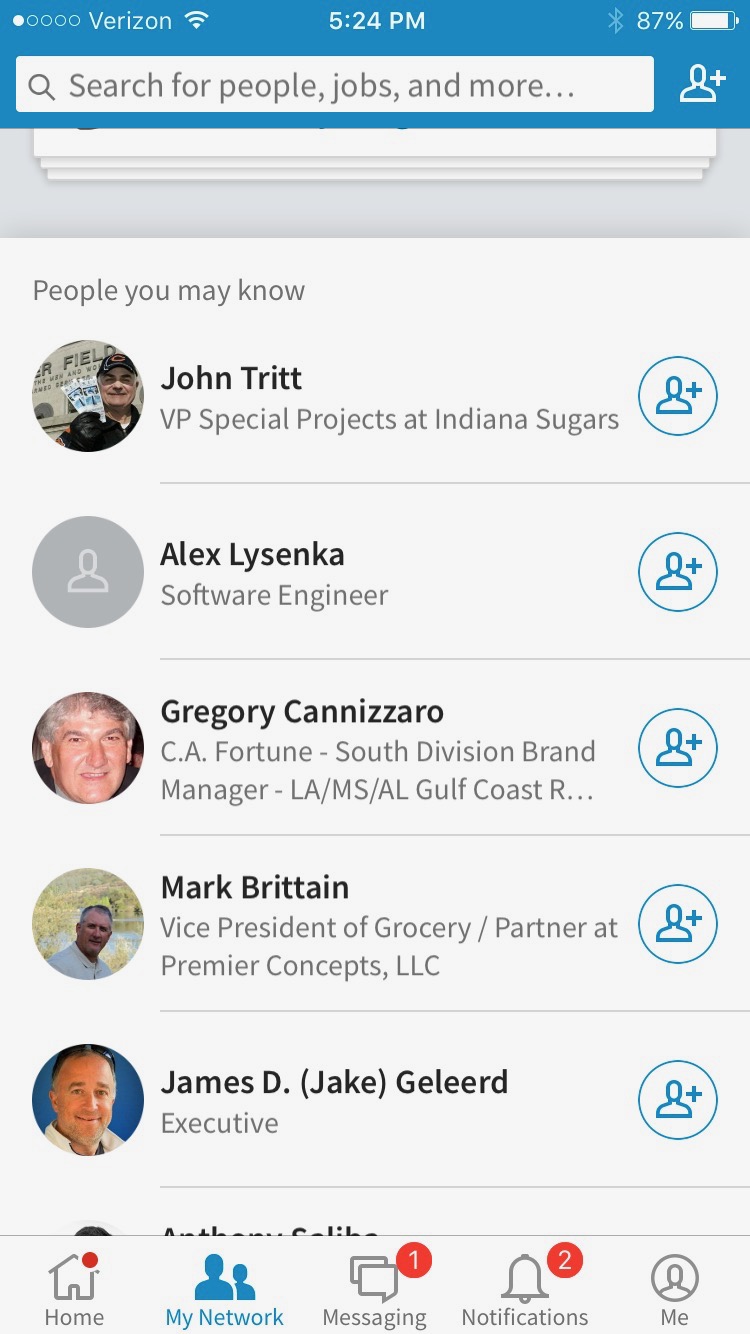 Verizon 5:24 PM 87%
Search for people, jobs, and more...
People you may know
John Tritt
VP Special Projects at Indiana Sugars
Alex Lysenka
Software Engineer
Gregory Cannizzaro
C.A. Fortune - South Division Brand
Manager - LA/MS/AL Gulf Coast R...
Mark Brittain
Vice President of Grocery / Partner at
Premier Concepts, LLC
James D. (Jake) Geleerd
Executive
Anthony Saliba
1 2
Home My Network Messaging Notifications Me